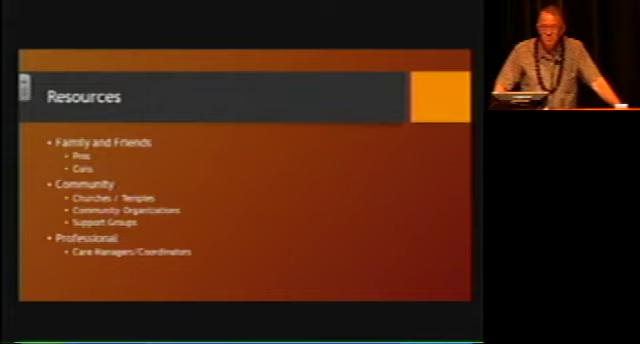 Resources
• Family and Friends
• Pros
• Cons
• Community
• Churches / Temples
• Community Organizations
• Support Groups
• Professional
• Care Managers/Coordinators